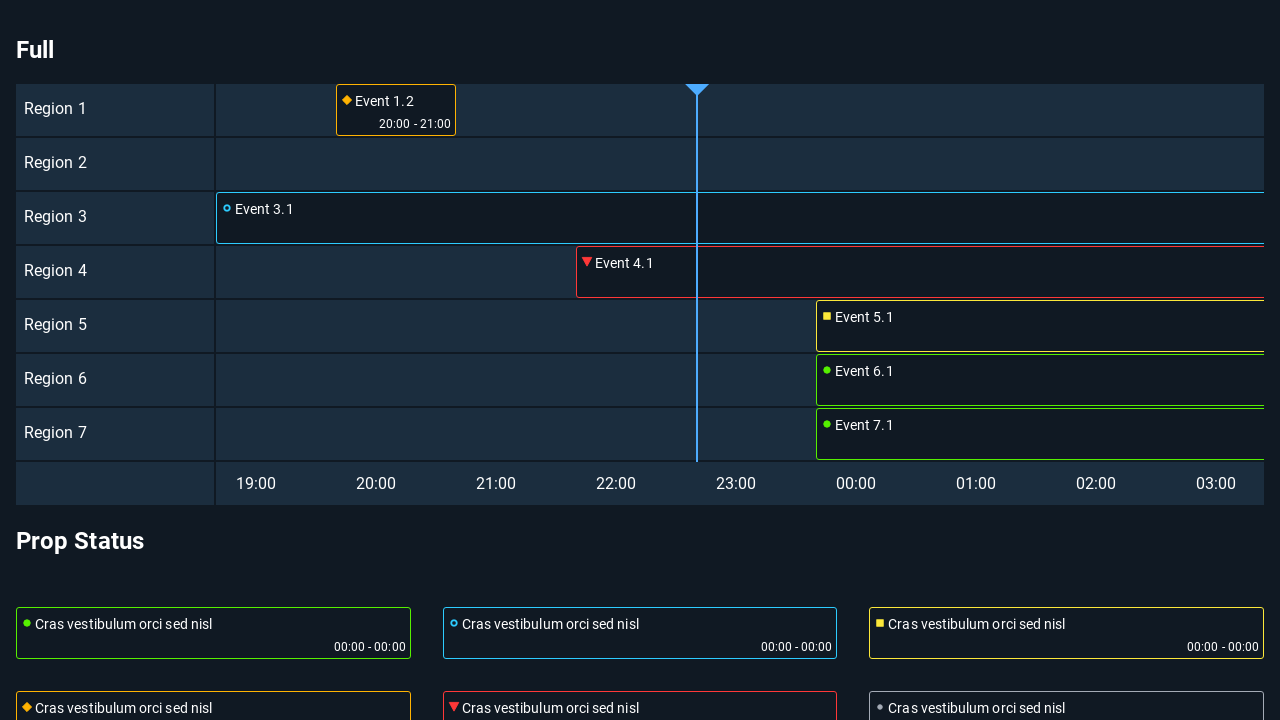 Full
Region 1
Event 1.2
20:00 - 21:00
Region 2
Region 3
Event 3.1
Region 4
Event 4.1
Region 5
Event 5.1
Region 6
Event 6.1
Region 7
Event 7.1
19:00 20:00 21:00 22:00 23:00 00:00 01:00 02:00 03:00
Prop Status
Cras vestibulum orci sed nisl
00:00 - 00:00
Cras vestibulum orci sed nisl
00:00 - 00:00
Cras vestibulum orci sed nisl
00:00 - 00:00
Cras vestibulum orci sed nisl
Cras vestibulum orci sed nisl
Cras vestibulum orci sed nisl